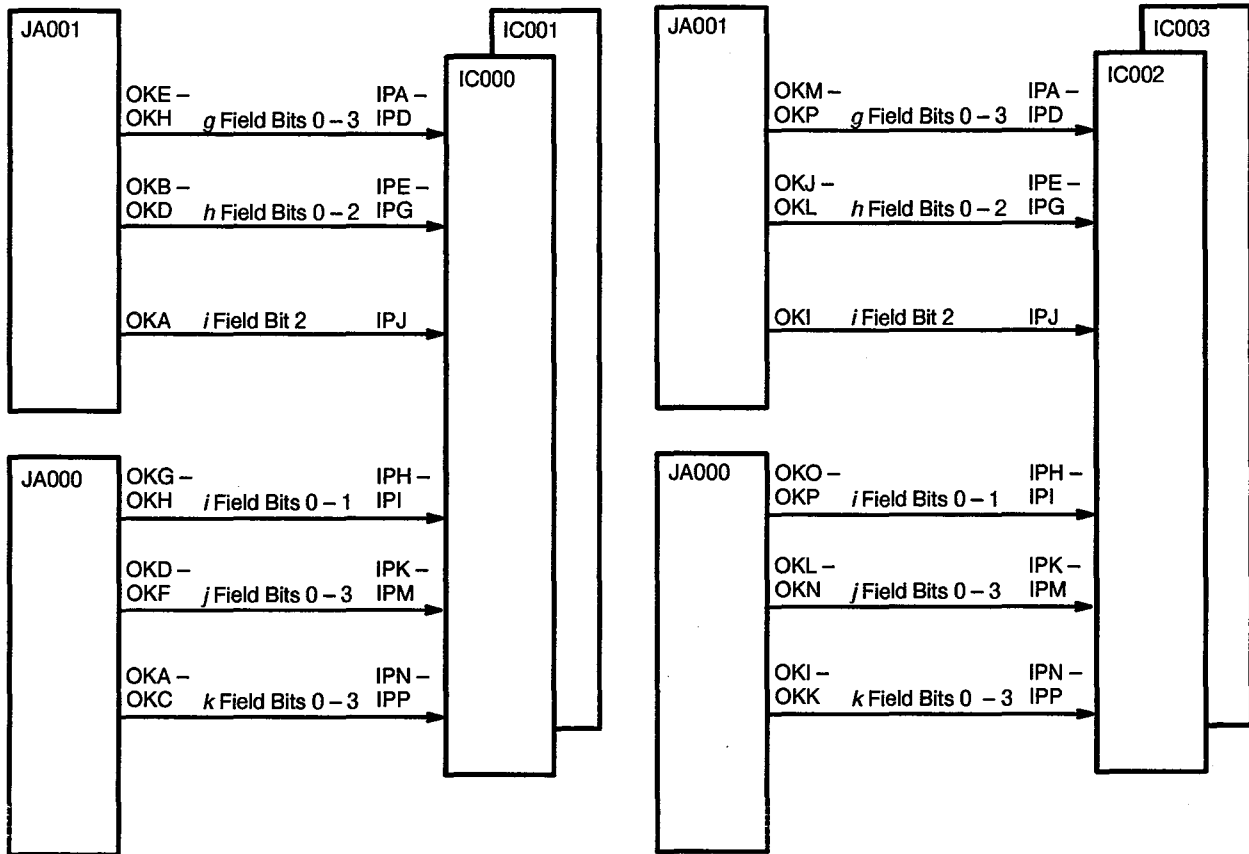 JA001
IC001
IC000
OKE – IPA –
OKH g Field Bits 0 – 3 IPD
OKB – IPE –
OKD h Field Bits 0 – 2 IPG
OKA i Field Bit 2 IPJ
JA000
OKG – IPH –
OKH i Field Bits 0 – 1 IPI
OKD – IPK –
OKF j Field Bits 0 – 3 IPM
OKA – IPN –
OKC k Field Bits 0 – 3 IPP
JA001
IC003
IC002
OKM – IPA –
OKP g Field Bits 0 – 3 IPD
OKJ – IPE –
OKL h Field Bits 0 – 2 IPG
OKI i Field Bit 2 IPJ
JA000
OKO – IPH –
OKP i Field Bits 0 – 1 IPI
OKL – IPK –
OKN j Field Bits 0 – 3 IPM
OKI – IPN –
OKK k Field Bits 0 – 3 IPP